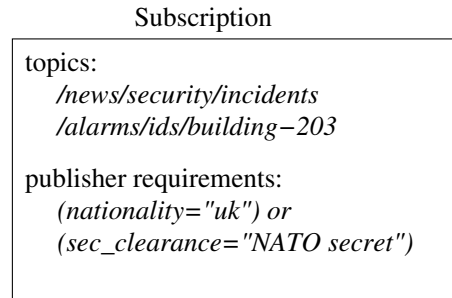 Subscription
topics:
/news/security/incidents
/alarms/ids/building−203
publisher requirements:
(nationality="uk") or
(sec_clearance="NATO secret")